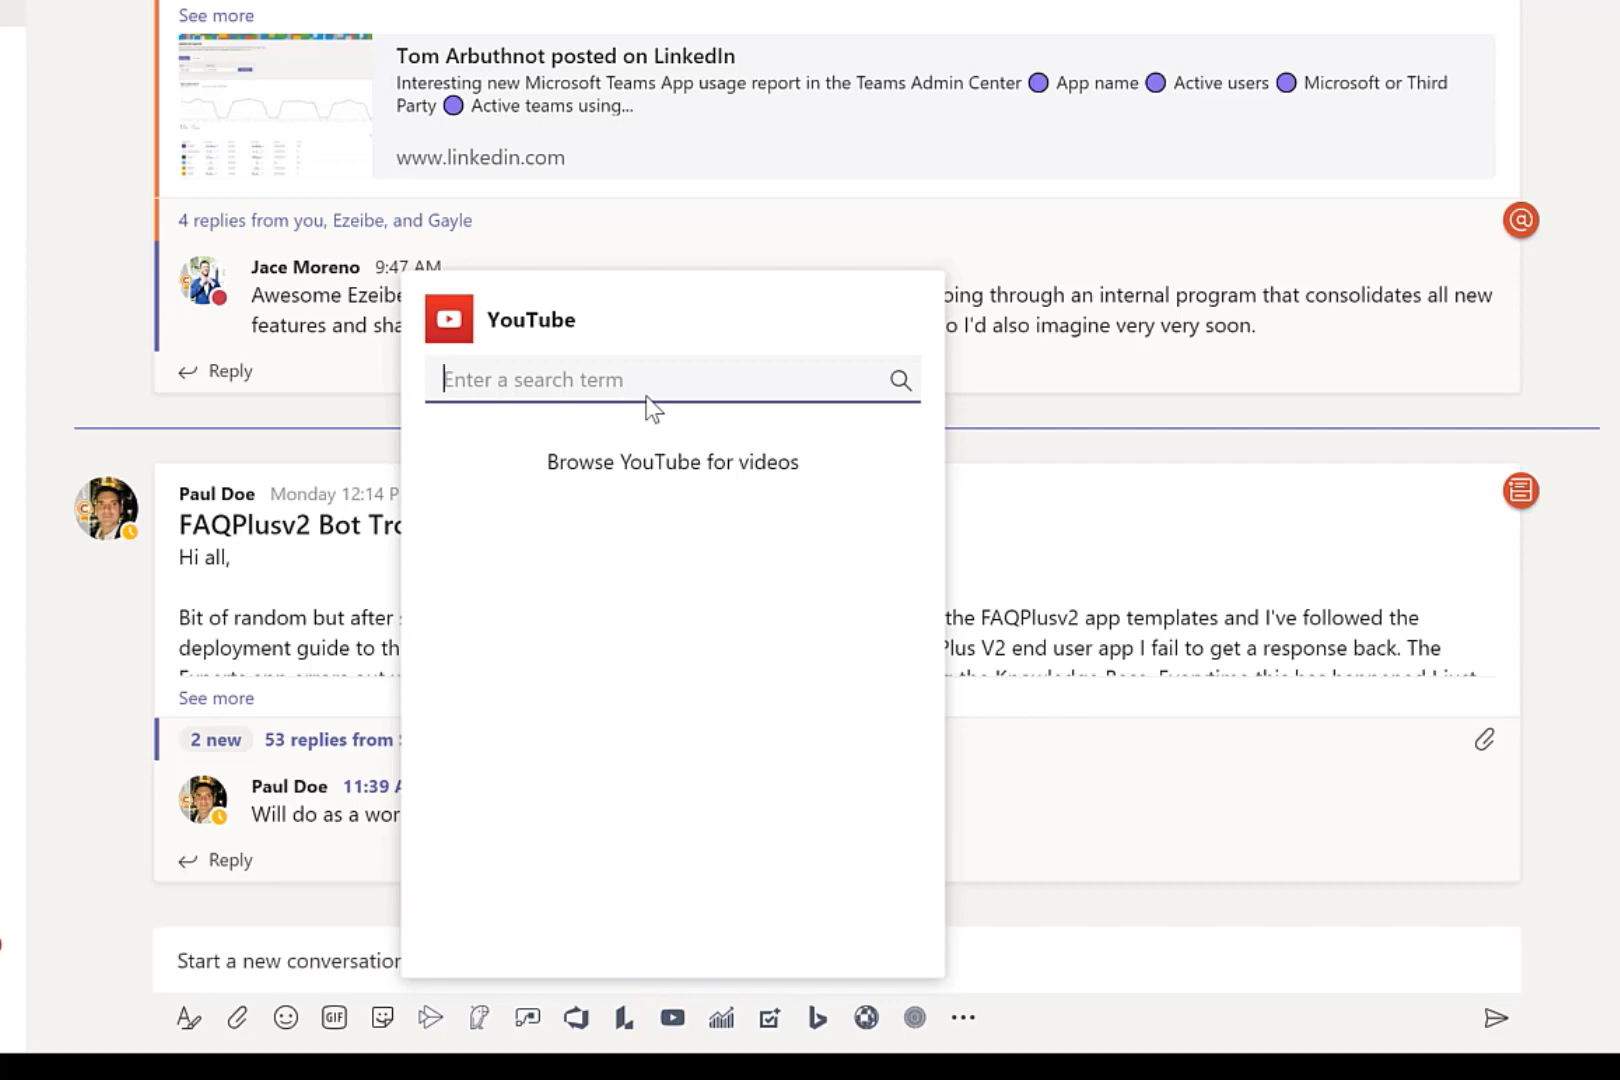 See more
Tom Arbuthnot posted on LinkedIn
Interesting new Microsoft Teams App usage report in the Teams Admin Center App name Active users Microsoft or Third
Party Active teams using...
www.linkedin.com
4 replies from you, Ezeibe, and Gayle
Jace Moreno 9:47 AM
Awesome Ezeibe going through an internal program that consolidates all new
features and sha so I'd also imagine very very soon.
Reply
YouTube
Enter a search term
Browse YouTube for videos
Paul Doe Monday 12:14 P
FAQPlusv2 Bot Tro
Hi all,
Bit of random but after the FAQPlusv2 app templates and I've followed the
deployment guide to th Plus V2 end user app I fail to get a response back. The
See more
2 new 53 replies from
Paul Doe 11:39 A
Will do as a wor
Reply
Start a new conversation
GIF